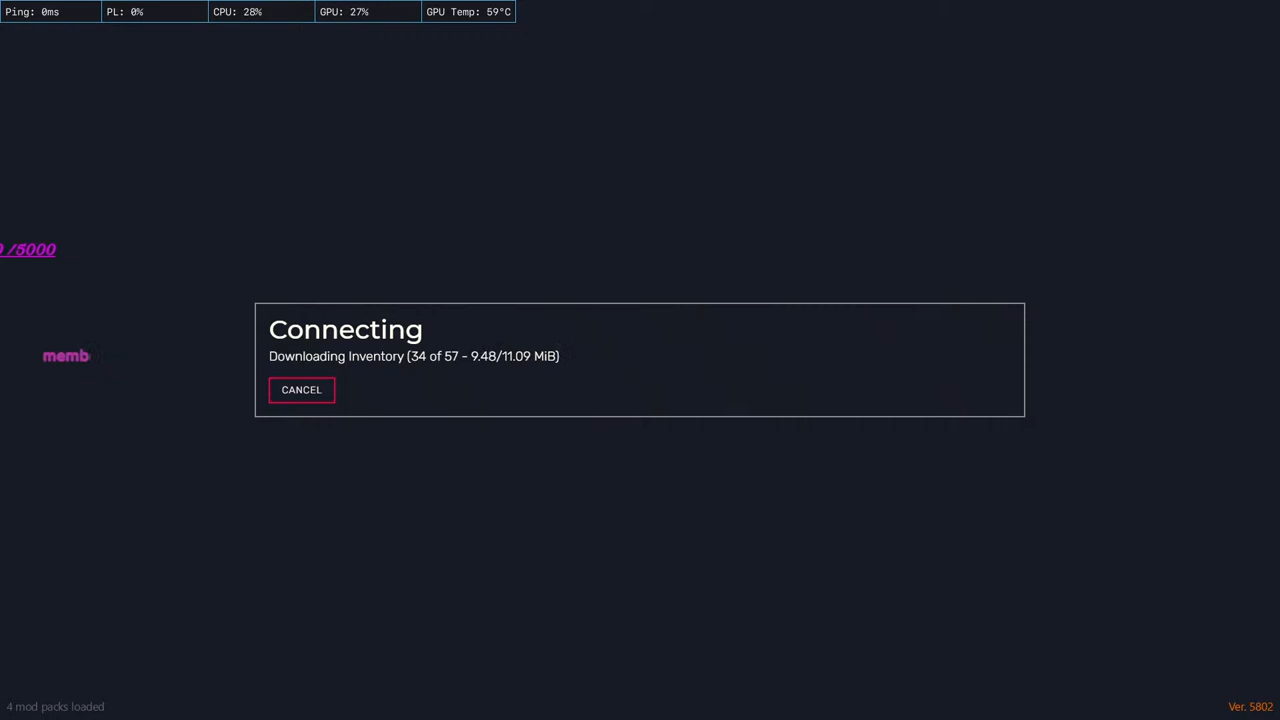 Ping: 0ms PL: 0% CPU: 28% GPU: 27% GPU Temp: 59°C
/5000
Connecting
memb
Downloading Inventory (34 of 57 - 9.48/11.09 MiB)
CANCEL
4 mod packs loaded
Ver. 5802